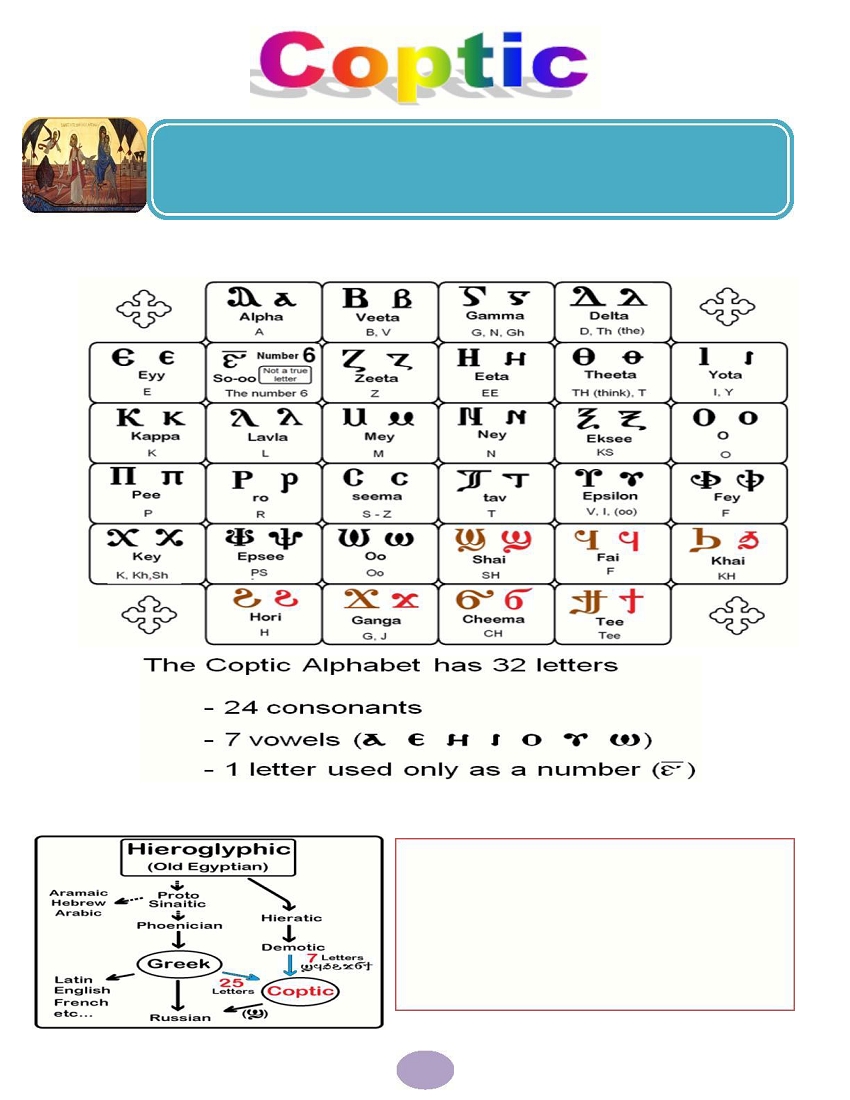 Coptic
Ⲁ ⲁ Ⲃ ⲃ Ⲅ ⲅ Ⲇ ⲇ
Alpha Veeta Gamma Delta
A B, V G, N, Gh D, Th (the)
Ⲉ ⲉ ⲋ̅ Number 6 Ⲍ ⲍ Ⲏ ⲏ Ⲑ ⲑ Ⲓ ⲓ
Eyy So-oo Not a true letter Zeeta Eeta Theeta Yota
E The number 6 Z EE TH (think), T I, Y
Ⲕ ⲕ Ⲗ ⲗ Ⲙ ⲙ Ⲛ ⲛ Ⲝ ⲝ Ⲟ ⲟ
Kappa Lavla Mey Ney Eksee O
K L M N KS O
Ⲡ ⲡ Ⲣ ⲣ Ⲥ ⲥ Ⲧ ⲧ Ⲩ ⲩ Ⲫ ⲫ
Pee ro seema tav Epsilon Fey
P R S - Z T V, I, (oo) F
Ⲭ ⲭ Ⲯ ⲯ Ⲱ ⲱ Ϣ ϣ Ϥ ϥ Ϧ ϧ
Key Epsee Oo Shai Fai Khai
K, Kh,Sh PS Oo SH F KH
Ϩ ϩ Ϫ ϫ Ϭ ϭ Ϯ ϯ
Hori Ganga Cheema Tee
H G, J CH Tee
The Coptic Alphabet has 32 letters
- 24 consonants
- 7 vowels (ⲁ ⲉ ⲏ ⲓ ⲟ ⲩ ⲱ)
- 1 letter used only as a number (ⲋ̅)
Hieroglyphic
(Old Egyptian)
Aramaic
Hebrew
Arabic
Proto
Sinaitic
Phoenician
Hieratic
Demotic
7 Letters
ϣϥϧϩϫϭϯ
Greek
25
Letters
Coptic
Latin
English
French
etc...
Russian
(ϣ)